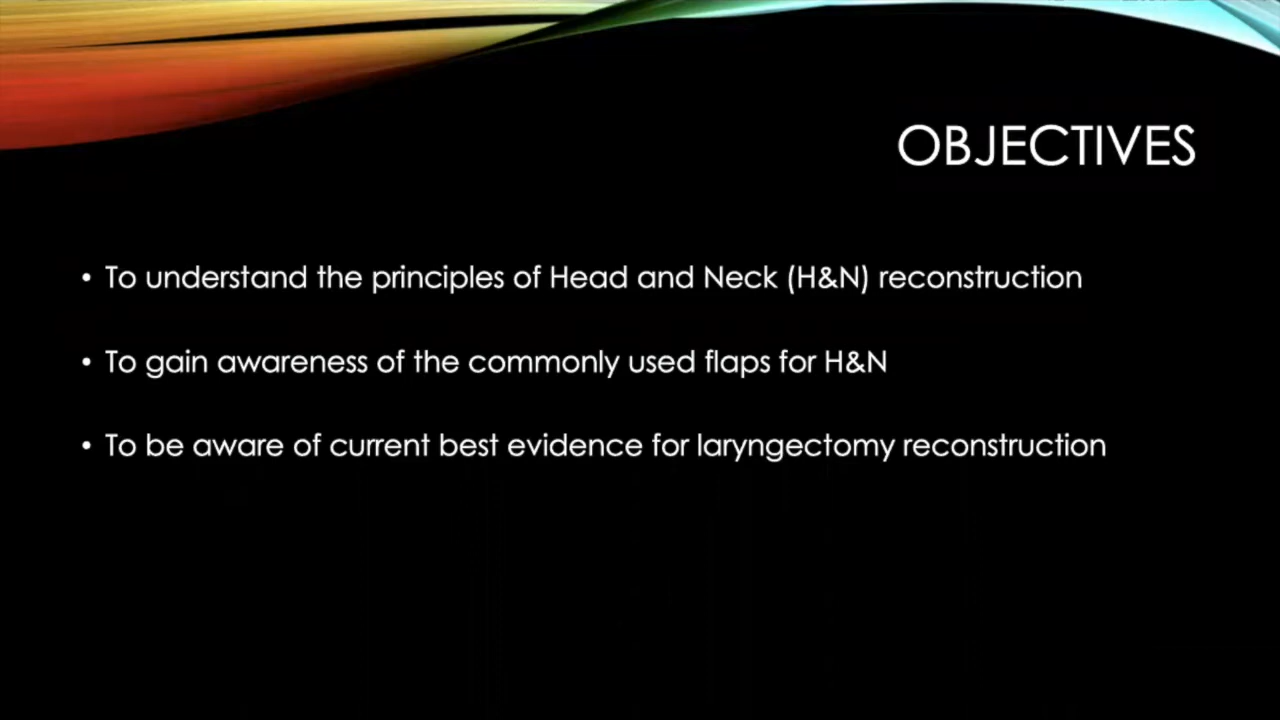 OBJECTIVES
• To understand the principles of Head and Neck (H&N) reconstruction
• To gain awareness of the commonly used flaps for H&N
• To be aware of current best evidence for laryngectomy reconstruction